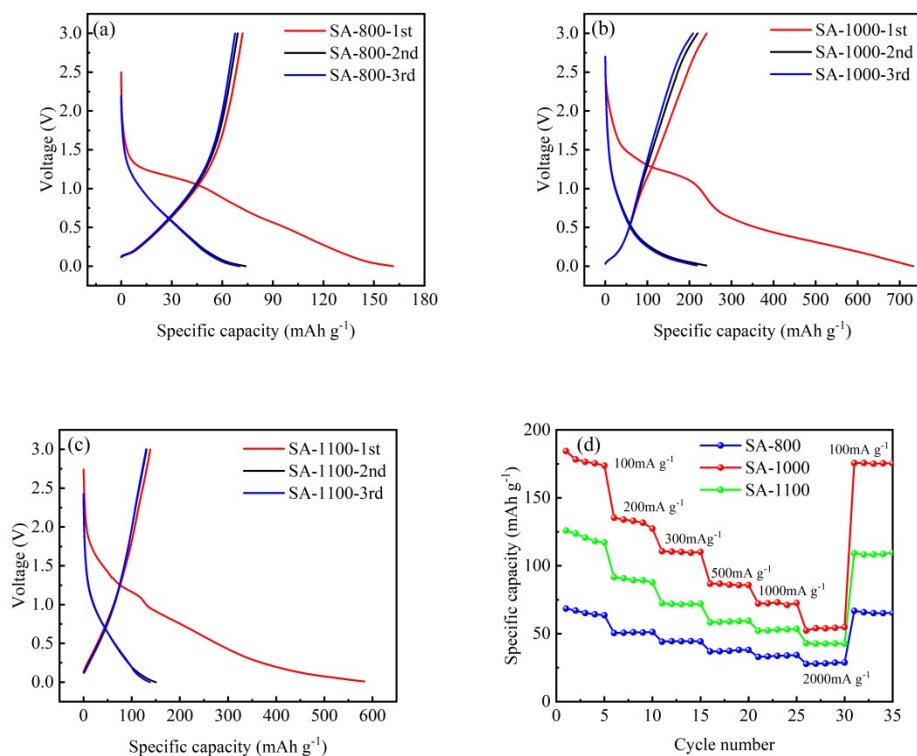 (a)
SA-800-1st
SA-800-2nd
SA-800-3rd
3.0
2.5
2.0
1.5
1.0
0.5
0.0
Voltage (V)
0 30 60 90 120 150 180
Specific capacity (mAh g-1)
(b)
SA-1000-1st
SA-1000-2nd
SA-1000-3rd
3.0
2.5
2.0
1.5
1.0
0.5
0.0
Voltage (V)
0 100 200 300 400 500 600 700
Specific capacity (mAh g-1)
(c)
SA-1100-1st
SA-1100-2nd
SA-1100-3rd
3.0
2.5
2.0
1.5
1.0
0.5
0.0
Voltage (V)
0 100 200 300 400 500 600
Specific capacity (mAh g-1)
(d)
SA-800
SA-1000
SA-1100
100mA g-1
100mA g-1
200mA g-1
300mAg-1
500mA g-1
1000mA g-1
2000mA g-1
200
150
100
50
0
Specific capacity (mAh g-1)
0 5 10 15 20 25 30 35
Cycle number